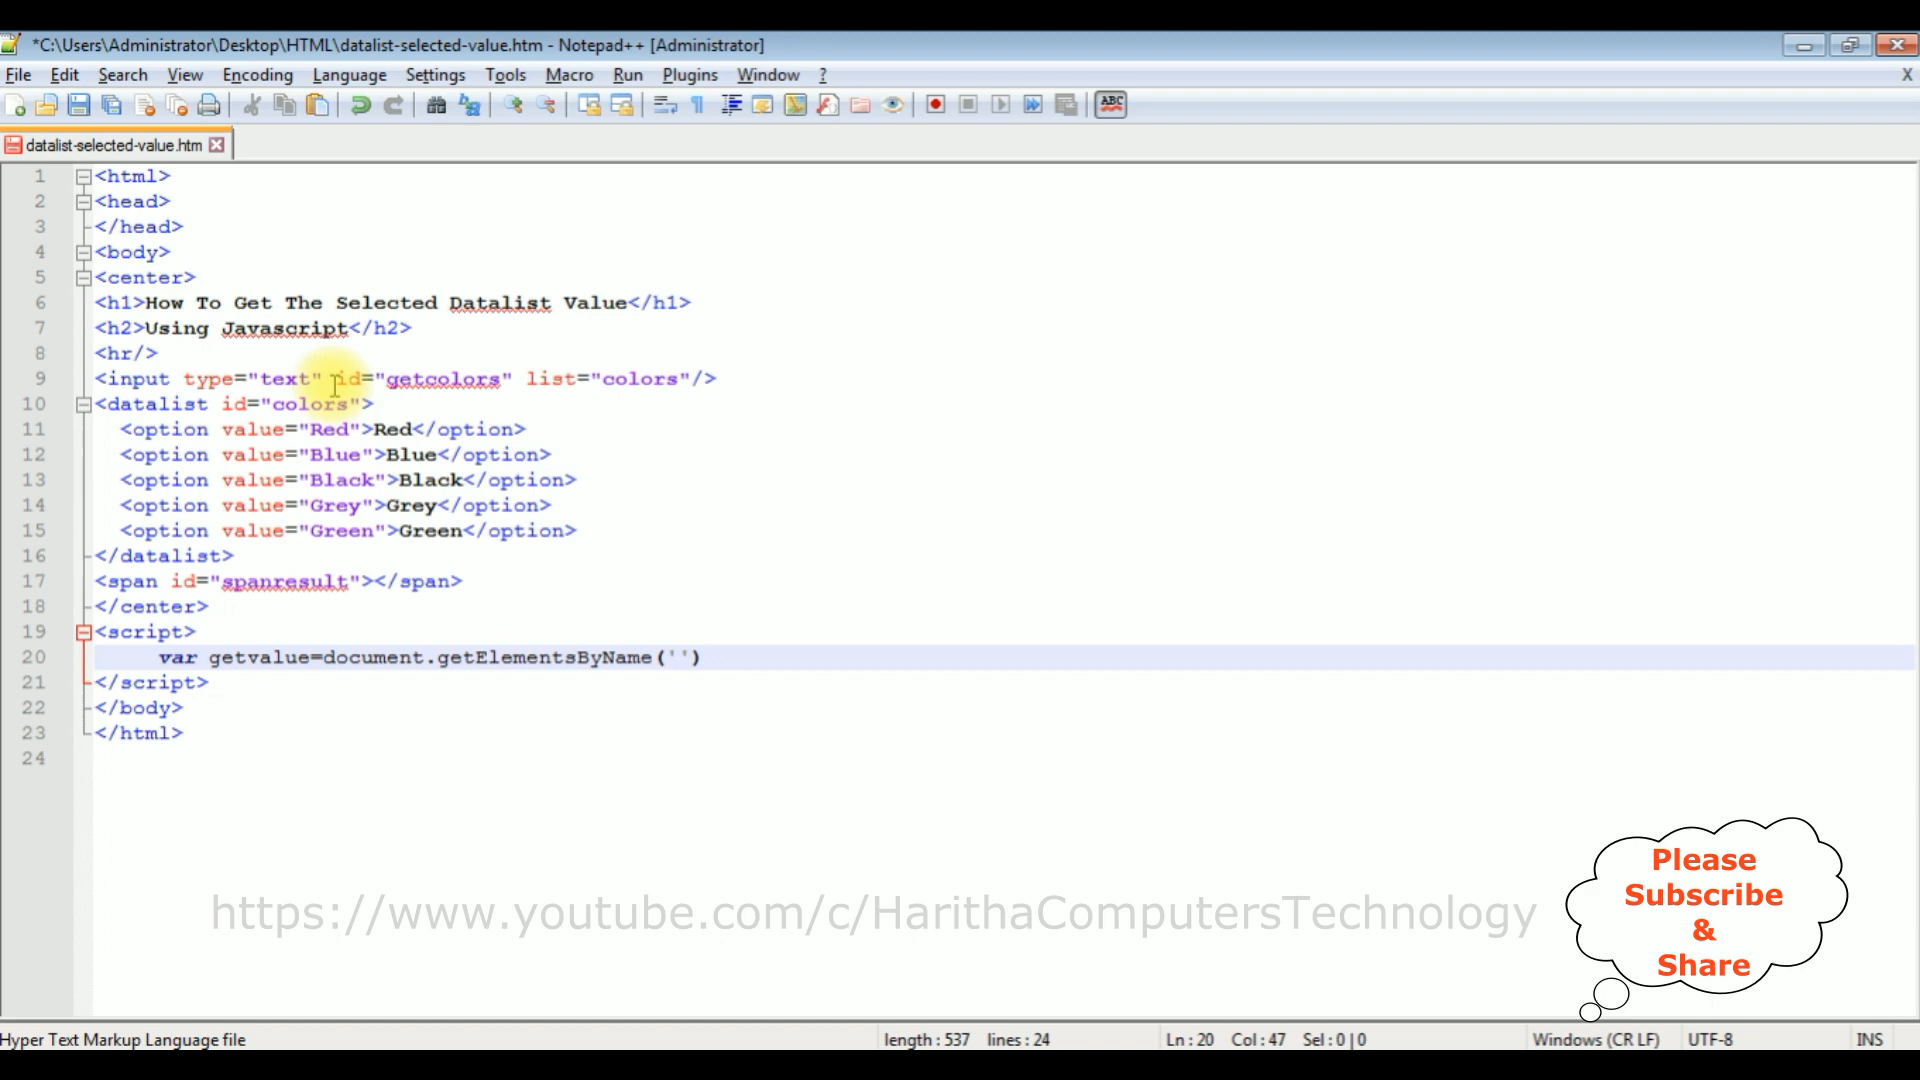 *C:\Users\Administrator\Desktop\HTML\datalist-selected-value.htm - Notepad++ [Administrator]
File Edit Search View Encoding Language Settings Tools Macro Run Plugins Window ? X
ABC
datalist-selected-value.htm
1 <html>
2 <head>
3 </head>
4 <body>
5 <center>
6 <h1>How To Get The Selected Datalist Value</h1>
7 <h2>Using Javascript</h2>
8 <hr/>
9 <input type="text" id="getcolors" list="colors"/>
10 <datalist id="colors">
11 <option value="Red">Red</option>
12 <option value="Blue">Blue</option>
13 <option value="Black">Black</option>
14 <option value="Grey">Grey</option>
15 <option value="Green">Green</option>
16 </datalist>
17 <span id="spanresult"></span>
18 </center>
19 <script>
20 var getvalue=document.getElementsByName('')
21 </script>
22 </body>
23 </html>
24
https://www.youtube.com/c/HarithaComputersTechnology
Please
Subscribe
&
Share
Hyper Text Markup Language file length : 537 lines : 24 Ln : 20 Col : 47 Sel : 0 | 0 Windows (CR LF) UTF-8 INS